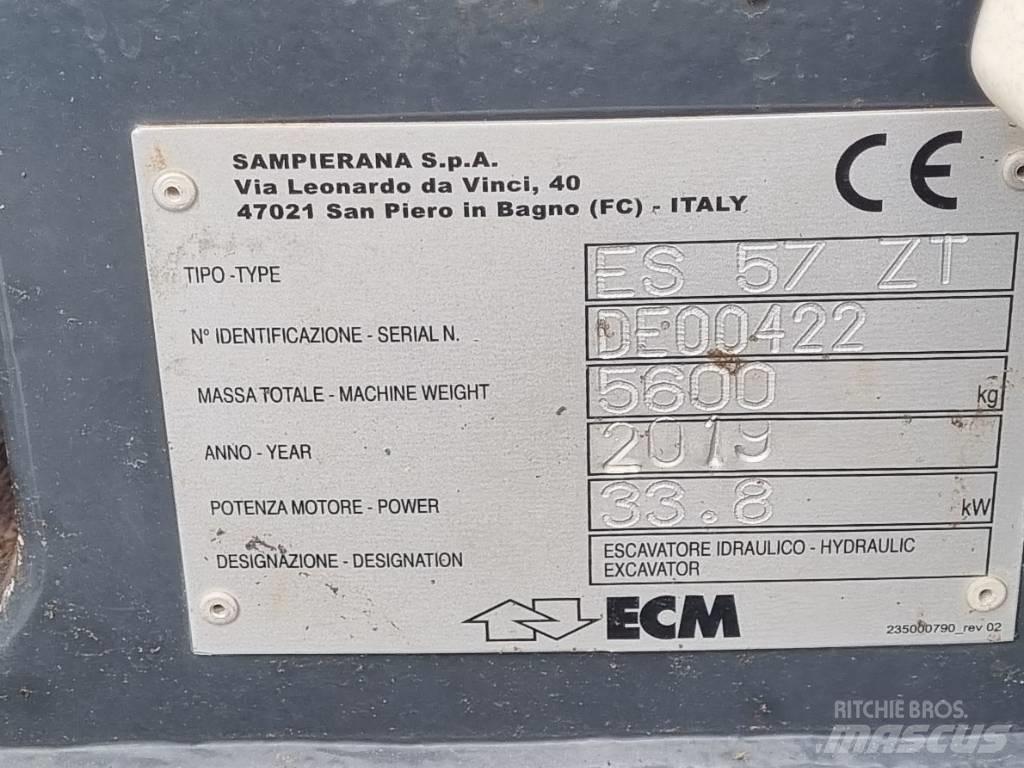 SAMPIERANA S.p.A.
Via Leonardo da Vinci, 40
47021 San Piero in Bagno (FC) - ITALY
CE
TIPO -TYPE ES 57 ZT
N° IDENTIFICAZIONE - SERIAL N. DE00422
MASSA TOTALE - MACHINE WEIGHT 5600 kg
ANNO - YEAR 2019
POTENZA MOTORE - POWER 33.8 kW
DESIGNAZIONE - DESIGNATION ESCAVATORE IDRAULICO - HYDRAULIC
EXCAVATOR
ECM
235000790_rev 02
RITCHIE BROS.
mascus